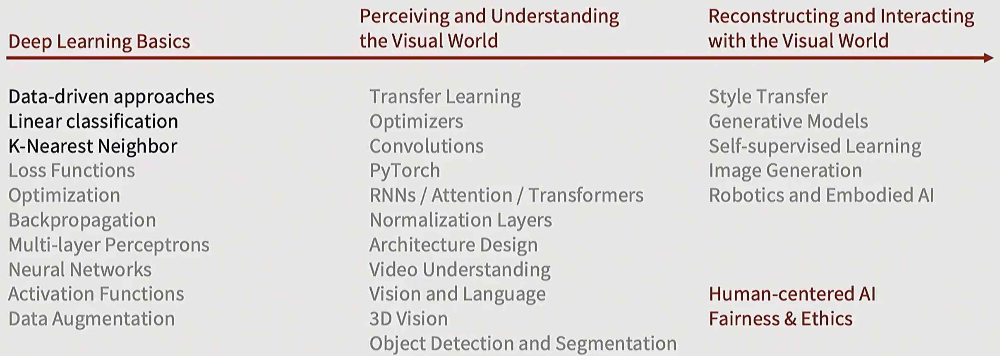 Deep Learning Basics
Perceiving and Understanding
the Visual World
Reconstructing and Interacting
with the Visual World
Data-driven approaches
Linear classification
K-Nearest Neighbor
Loss Functions
Optimization
Backpropagation
Multi-layer Perceptrons
Neural Networks
Activation Functions
Data Augmentation
Transfer Learning
Optimizers
Convolutions
PyTorch
RNNs / Attention / Transformers
Normalization Layers
Architecture Design
Video Understanding
Vision and Language
3D Vision
Object Detection and Segmentation
Style Transfer
Generative Models
Self-supervised Learning
Image Generation
Robotics and Embodied AI
Human-centered AI
Fairness & Ethics